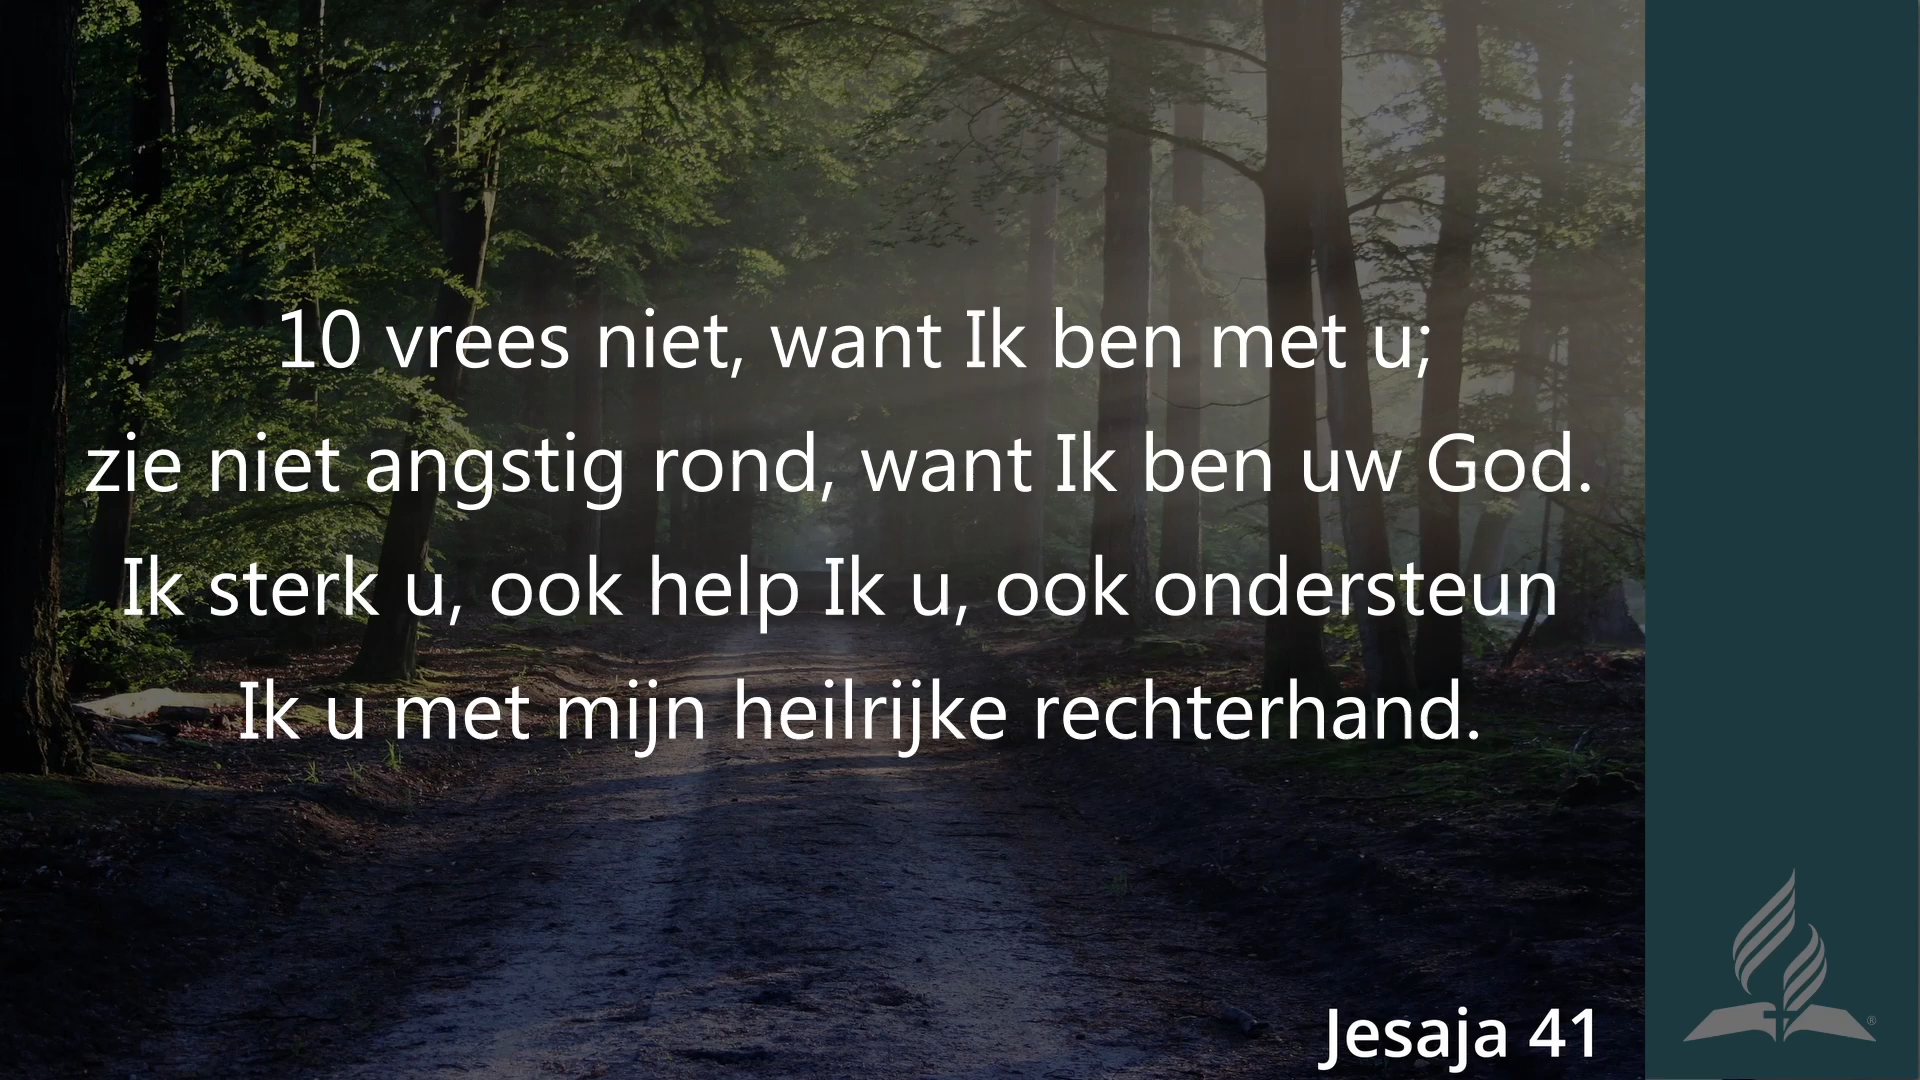 10 vrees niet, want Ik ben met u;
zie niet angstig rond, want Ik ben uw God.
Ik sterk u, ook help Ik u, ook ondersteun
Ik u met mijn heilrijke rechterhand.
Jesaja 41
®